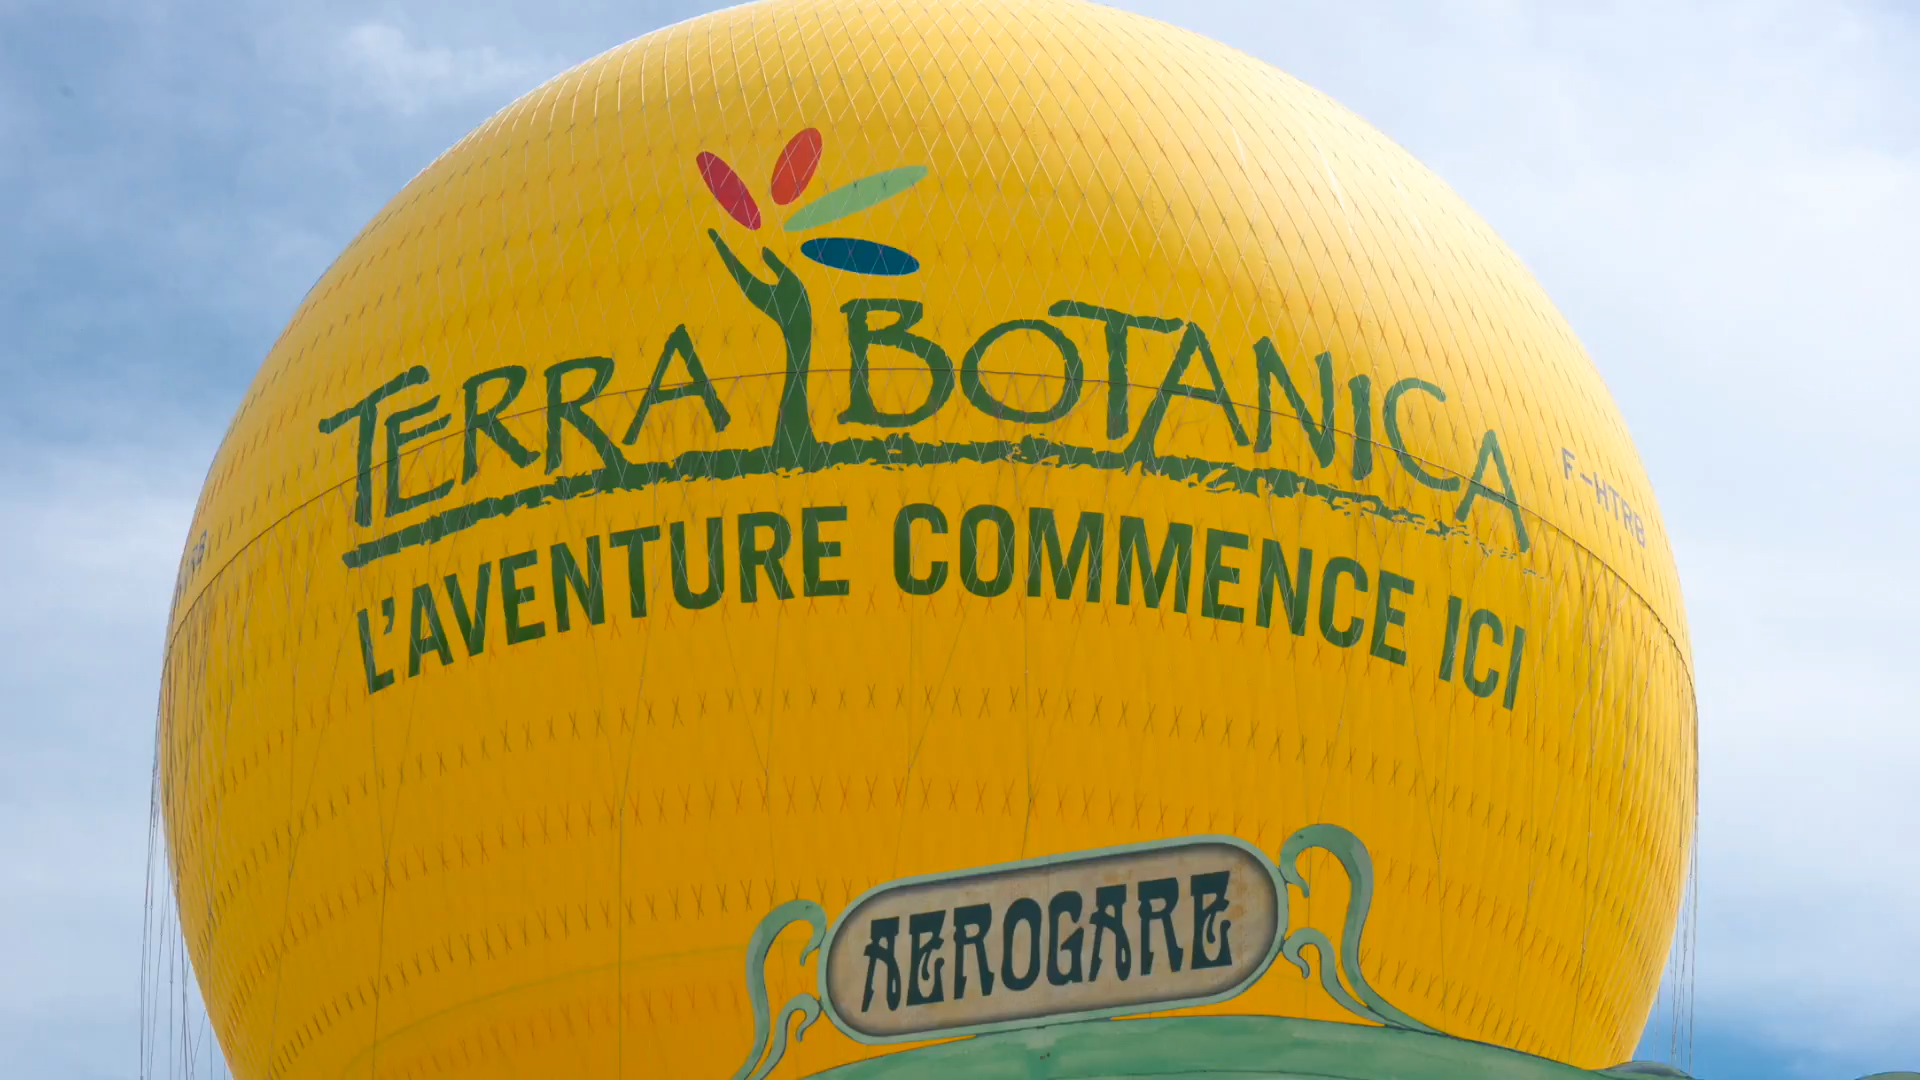 TERRA BOTANICA
L'AVENTURE COMMENCE ICI
F-HTRB
AEROGARE